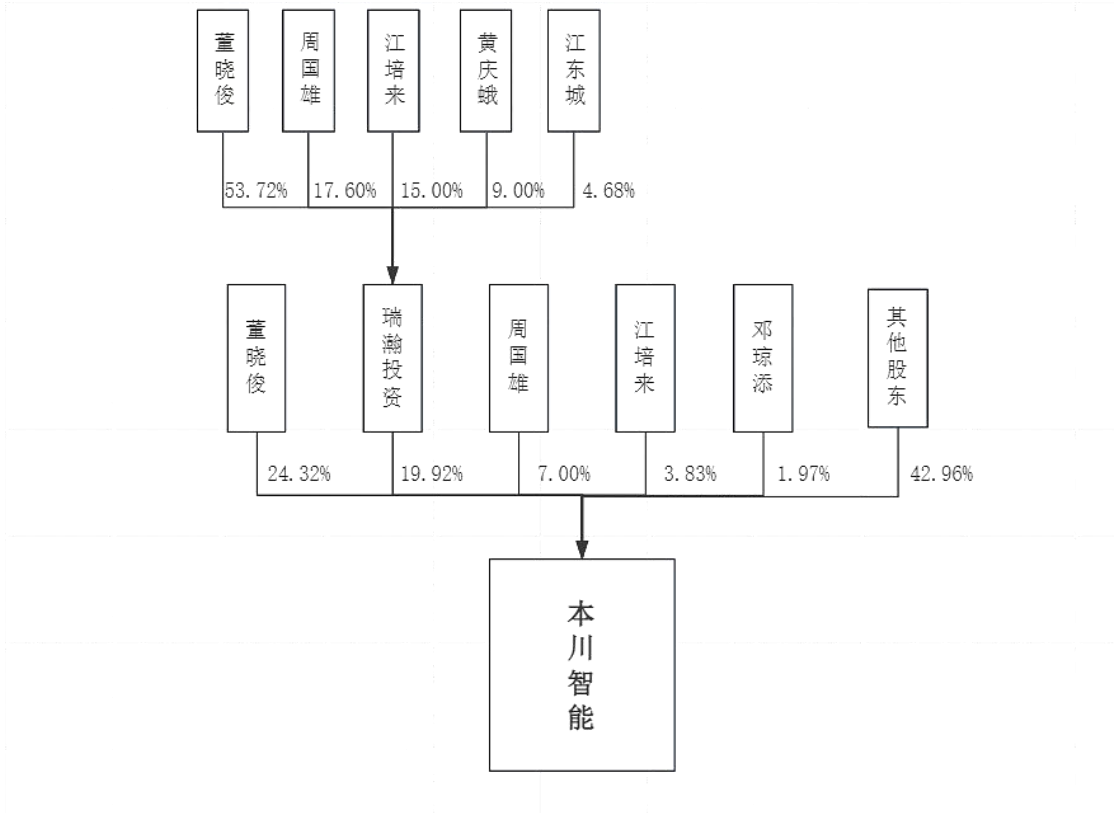 董晓俊
周国雄
江培来
黄庆蛾
江东城
53.72%
17.60%
15.00%
9.00%
4.68%
董晓俊
瑞瀚投资
周国雄
江培来
邓琼添
其他股东
24.32%
19.92%
7.00%
3.83%
1.97%
42.96%
本川智能